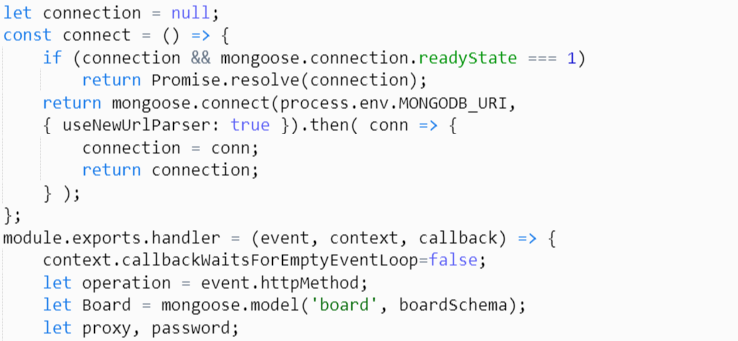 let connection = null;
const connect = () => {
    if (connection && mongoose.connection.readyState === 1)
        return Promise.resolve(connection);
    return mongoose.connect(process.env.MONGODB_URI,
    { useNewUrlParser: true }).then( conn => {
        connection = conn;
        return connection;
    } );
};
module.exports.handler = (event, context, callback) => {
    context.callbackWaitsForEmptyEventLoop=false;
    let operation = event.httpMethod;
    let Board = mongoose.model('board', boardSchema);
    let proxy, password;